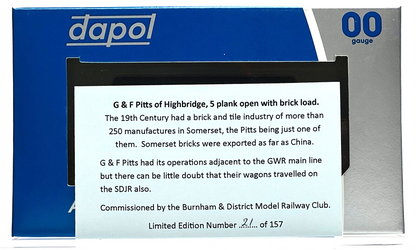 dapol
00
gauge
G & F Pitts of Highbridge, 5 plank open with brick load.
The 19th Century had a brick and tile industry of more than
250 manufactures in Somerset, the Pitts being just one of
them. Somerset bricks were exported as far as China.
G & F Pitts had its operations adjacent to the GWR main line
but there can be little doubt that their wagons travelled on
the SDJR also.
Commissioned by the Burnham & District Model Railway Club.
Limited Edition Number 21... of 157